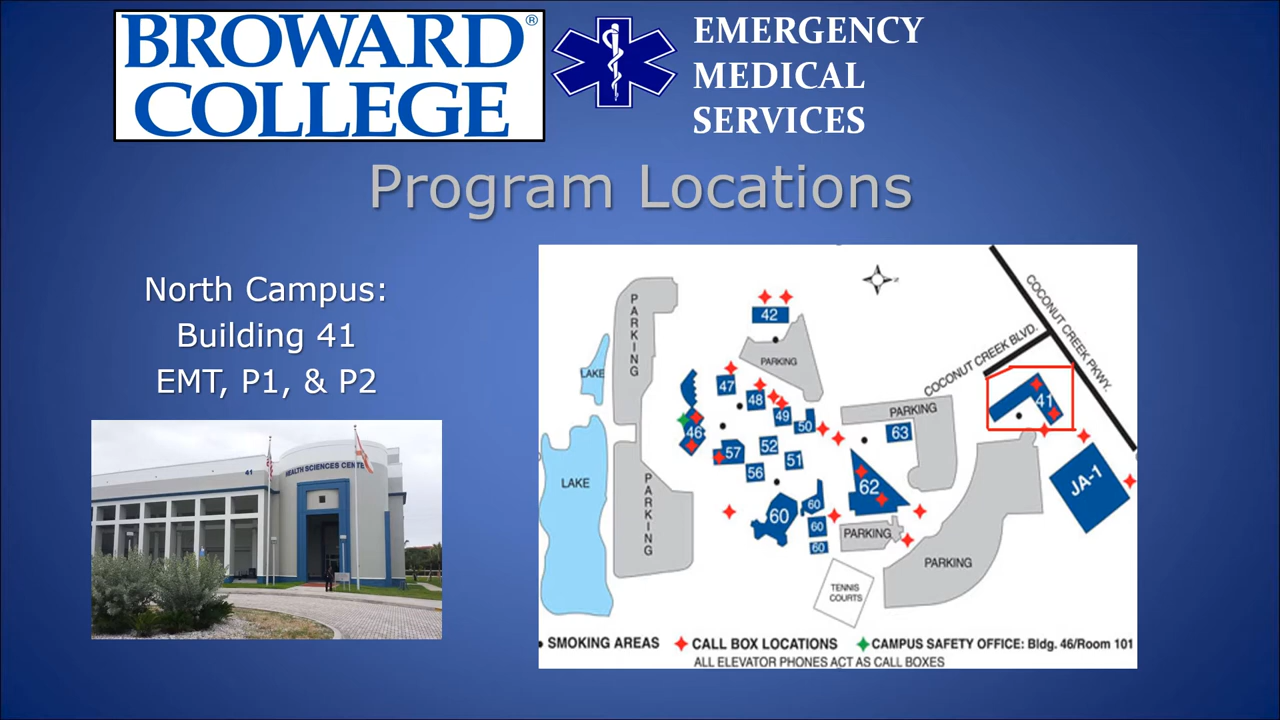 BROWARD®
COLLEGE
EMERGENCY
MEDICAL
SERVICES
Program Locations
North Campus:
Building 41
EMT, P1, & P2
41
HEALTH SCIENCES CENTE
PARKING
42
PARKING
LAKE
47
48
49
50
46
57
52
51
56
60
60
60
60
LAKE
PARKING
PARKING
63
62
PARKING
PARKING
TENNIS
COURTS
COCONUT CREEK BLVD.
COCONUT CREEK PKWY.
41
JA-1
SMOKING AREAS
CALL BOX LOCATIONS
CAMPUS SAFETY OFFICE: Bldg. 46/Room 101
ALL ELEVATOR PHONES ACT AS CALL BOXES